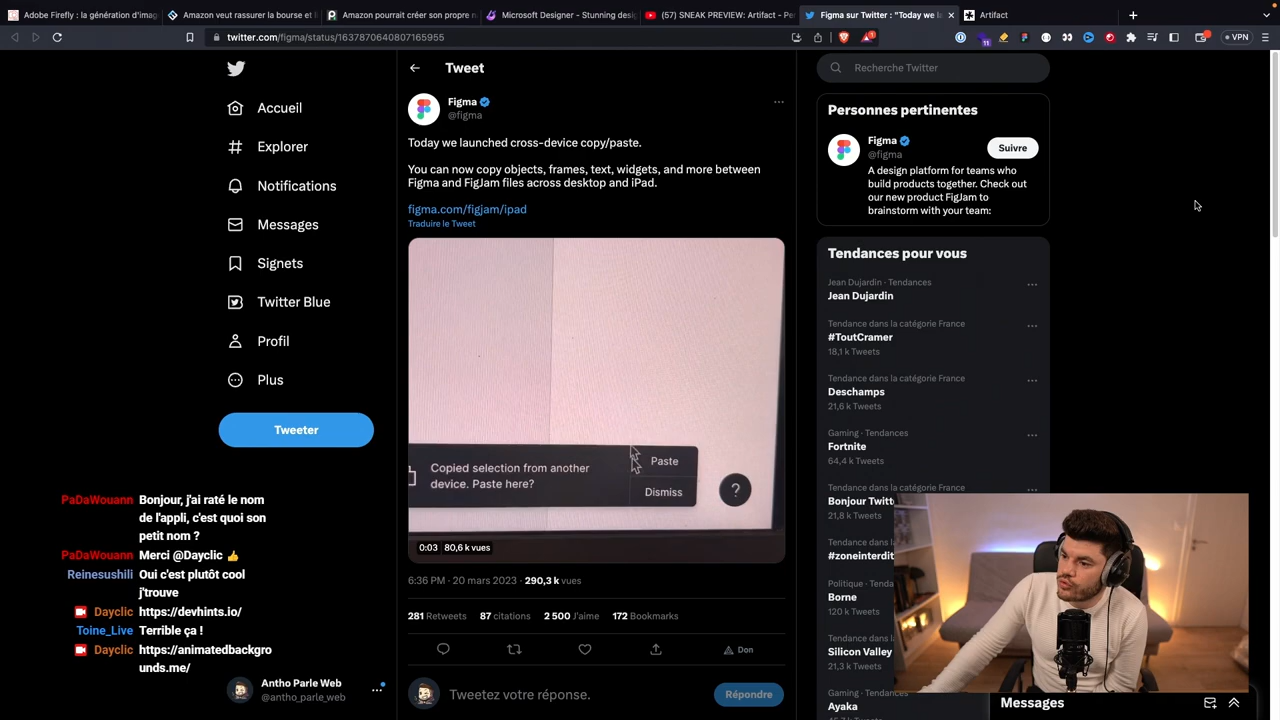 Adobe Firefly : la génération d'imag
Amazon veut rassurer la bourse et l
Amazon pourrait créer son propre n
Microsoft Designer - Stunning desi
(57) SNEAK PREVIEW: Artifact - Pe
Figma sur Twitter : "Today we la
Artifact
twitter.com/figma/status/1637870640807165955
1
11
VPN
Accueil
Explorer
Notifications
Messages
Signets
Twitter Blue
Profil
Plus
Tweeter
PaDaWouann Bonjour, j'ai raté le nom
de l'appli, c'est quoi son
petit nom ?
PaDaWouann Merci @Dayclic 👍
Reinesushili Oui c'est plutôt cool
j'trouve
Dayclic https://devhints.io/
Toine_Live Terrible ça !
Dayclic https://animatedbackgro
unds.me/
Antho Parle Web
@antho_parle_web
Tweet
Figma
@figma
Today we launched cross-device copy/paste.
You can now copy objects, frames, text, widgets, and more between
Figma and FigJam files across desktop and iPad.
figma.com/figjam/ipad
Traduire le Tweet
Copied selection from another
device. Paste here?
Paste
Dismiss
?
0:03 80,6 k vues
6:36 PM · 20 mars 2023 · 290,3 k vues
281 Retweets 87 citations 2 500 J'aime 172 Bookmarks
Don
Tweetez votre réponse.
Répondre
Recherche Twitter
Personnes pertinentes
Figma
@figma
Suivre
A design platform for teams who
build products together. Check out
our new product FigJam to
brainstorm with your team:
Tendances pour vous
Jean Dujardin · Tendances
Jean Dujardin
Tendance dans la catégorie France
#ToutCramer
18,1 k Tweets
Tendance dans la catégorie France
Deschamps
21,6 k Tweets
Gaming · Tendances
Fortnite
64,4 k Tweets
Tendance dans
Bonjour Twitt
21,8 k Tweets
Tendance dans
#zoneinterdit
Politique · Tenda
Borne
120 k Tweets
Tendance dans
Silicon Valley
21,3 k Tweets
Gaming · Tendan
Ayaka
Messages